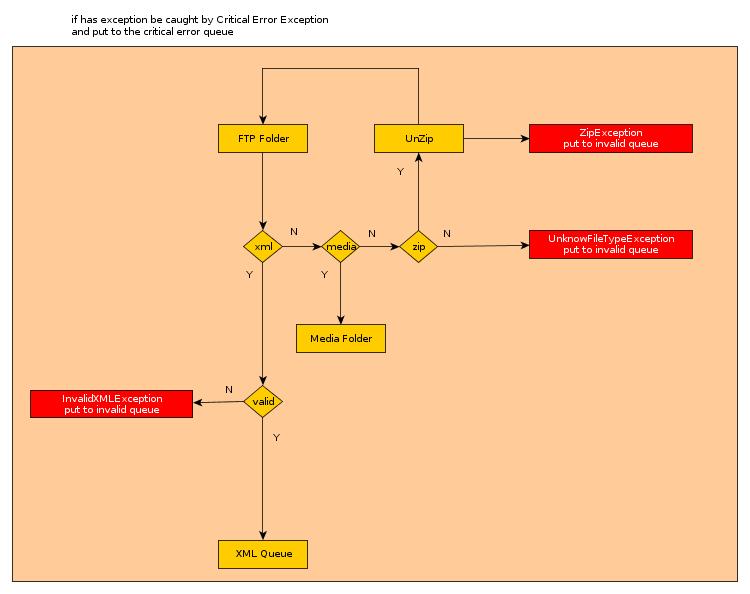 if has exception be caught by Critical Error Exception
and put to the critical error queue
FTP Folder
UnZip
ZipException
put to invalid queue
Y
xml
N
media
N
zip
N
UnknowFileTypeException
put to invalid queue
Y
Y
Media Folder
InvalidXMLException
put to invalid queue
N
valid
Y
XML Queue